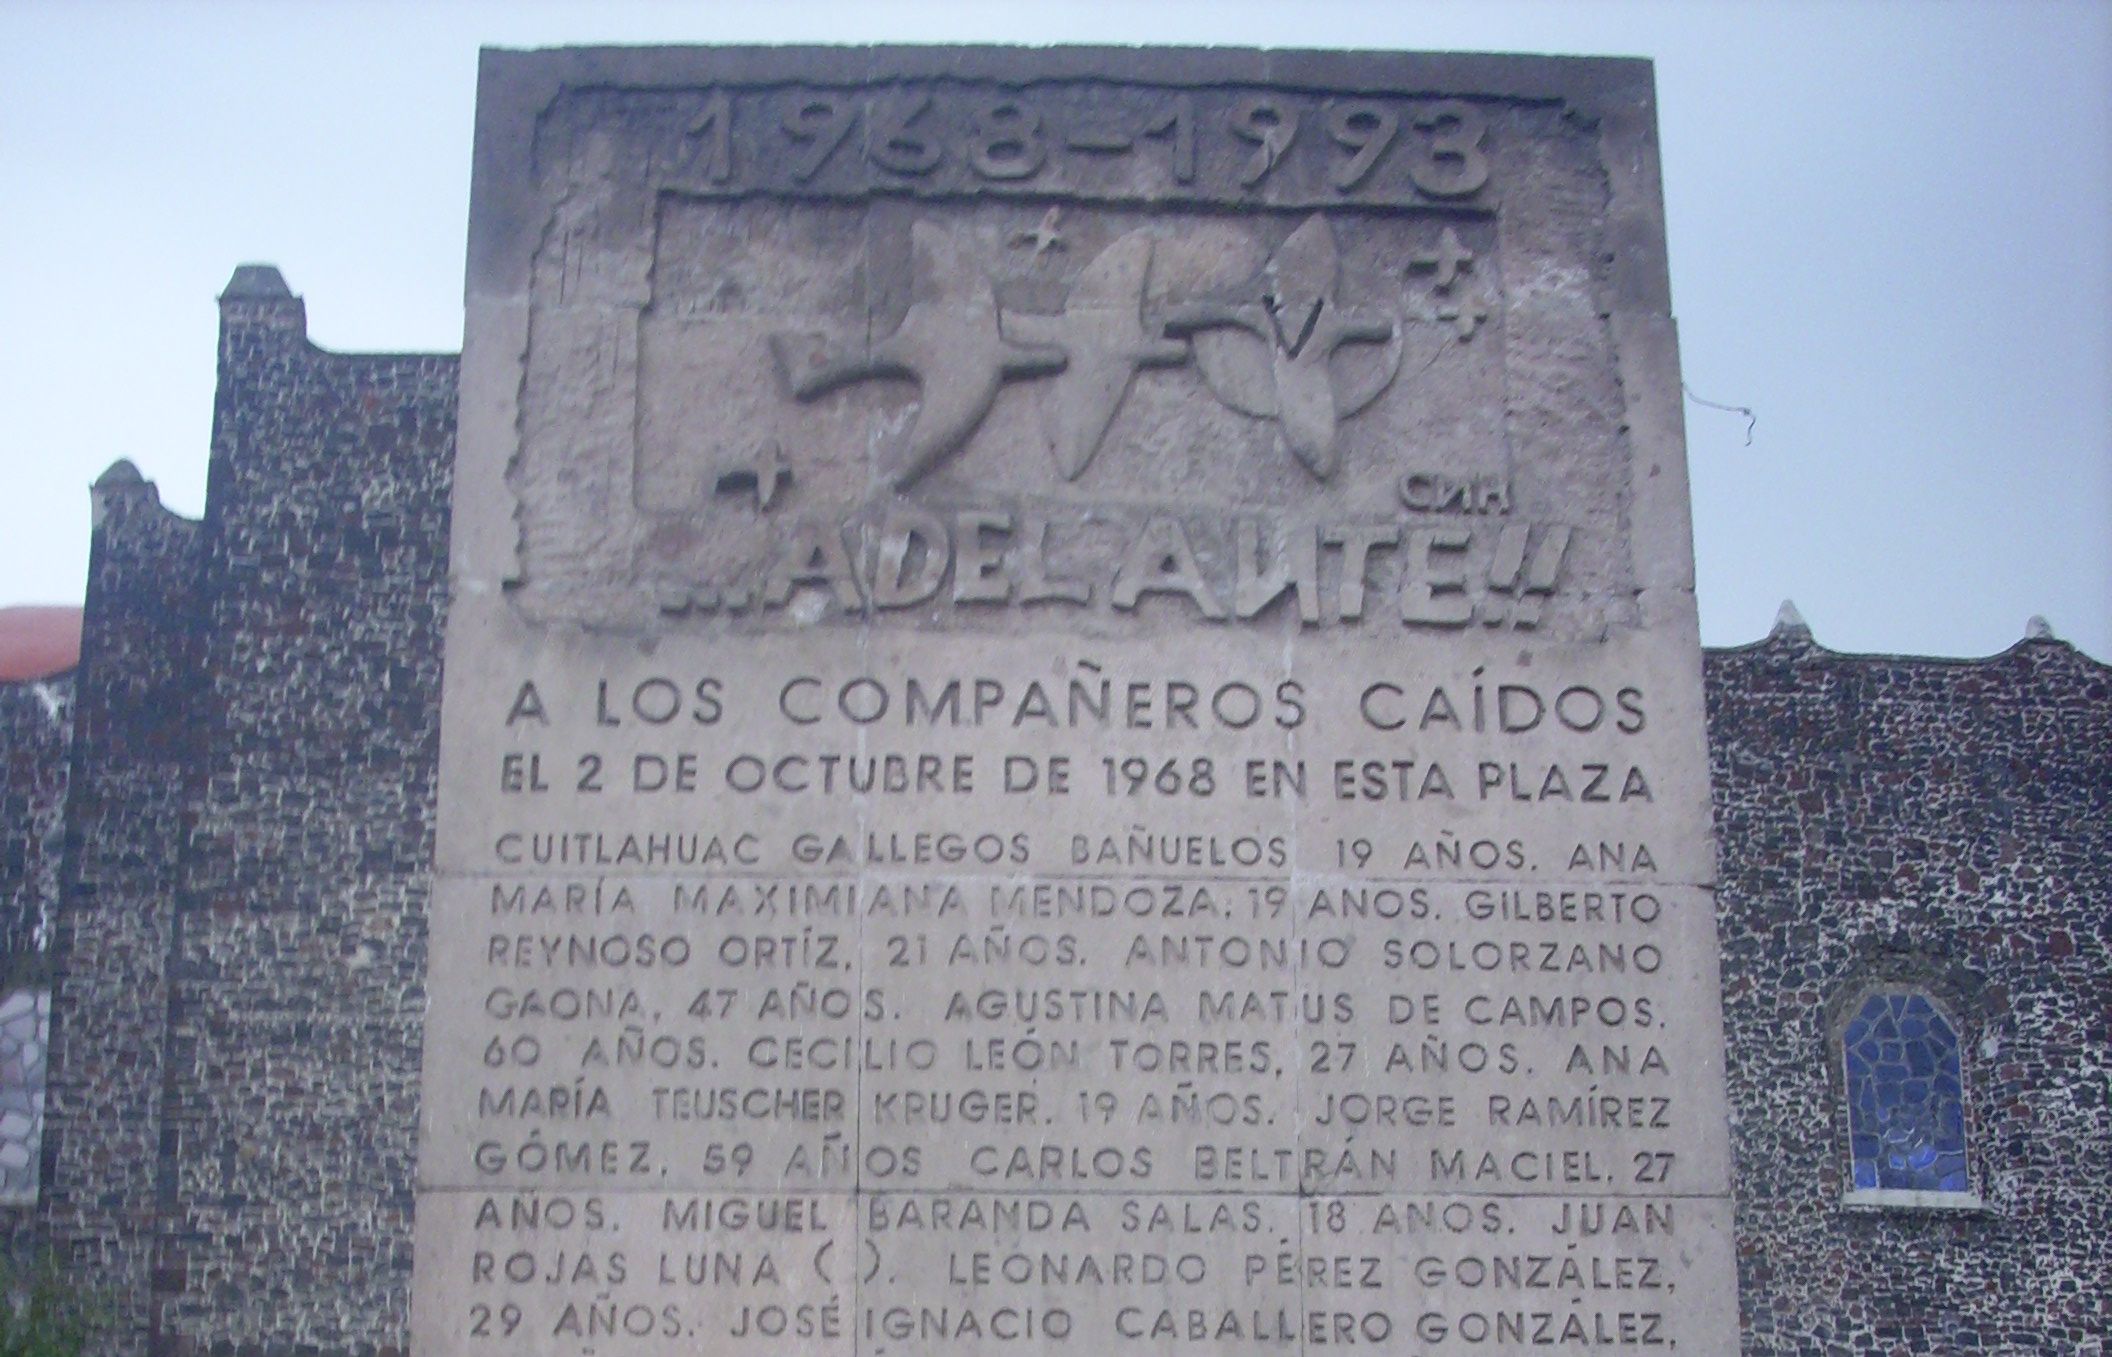 1968-1993
СИН
...ADELAИTE!!
A LOS COMPAÑEROS CAÍDOS
EL 2 DE OCTUBRE DE 1968 EN ESTA PLAZA
CUITLAHUAC GALLEGOS BAÑUELOS 19 AÑOS. ANA
MARÍA MAXIMIANA MENDOZA, 19 AÑOS. GILBERTO
REYNOSO ORTÍZ, 21 AÑOS. ANTONIO SOLORZANO
GAONA, 47 AÑOS. AGUSTINA MATUS DE CAMPOS,
60 AÑOS. CECILIO LEÓN TORRES, 27 AÑOS. ANA
MARÍA TEUSCHER KRUGER. 19 AÑOS. JORGE RAMÍREZ
GÓMEZ, 59 AÑOS CARLOS BELTRÁN MACIEL, 27
AÑOS. MIGUEL BARANDA SALAS. 18 AÑOS. JUAN
ROJAS LUNA ( ). LEONARDO PÉREZ GONZÁLEZ,
29 AÑOS. JOSÉ IGNACIO CABALLERO GONZÁLEZ,